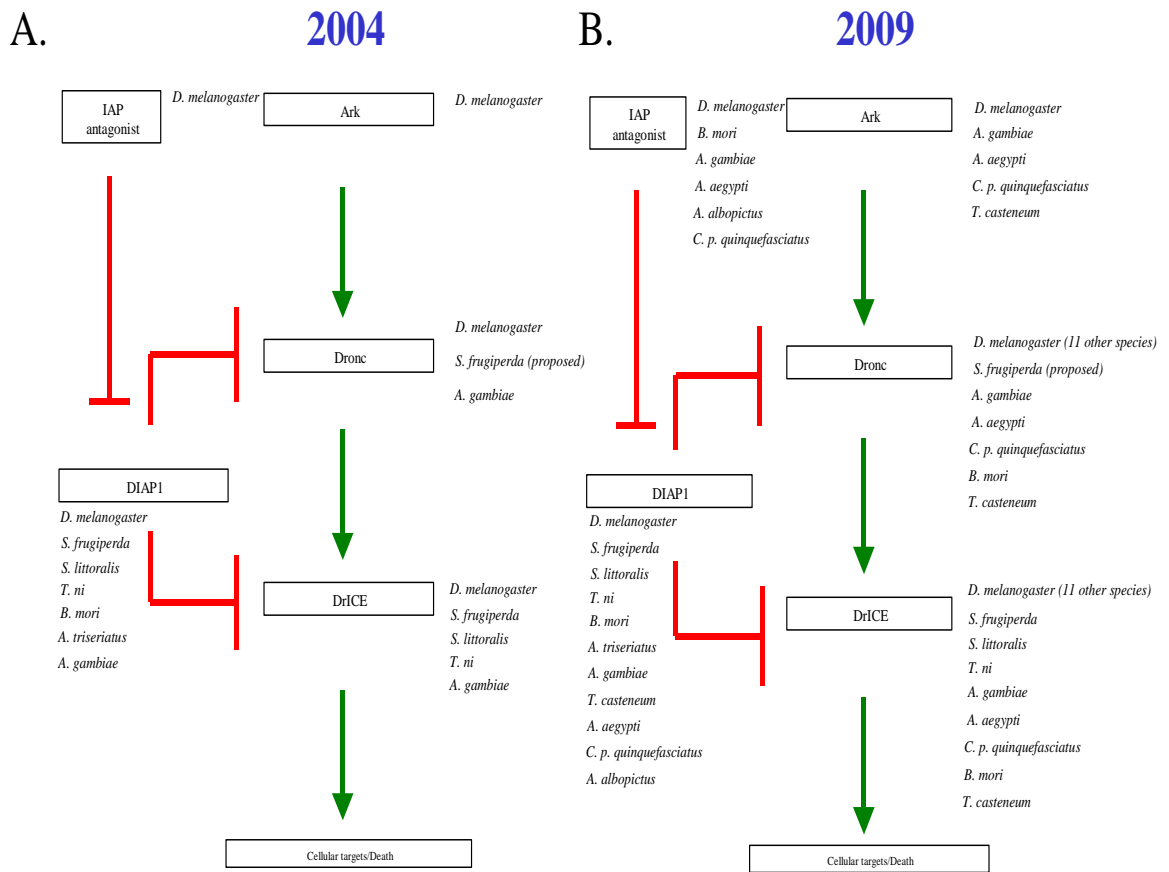 A.
2004
IAP
antagonist
D. melanogaster
Ark
D. melanogaster
Dronc
D. melanogaster
S. frugiperda (proposed)
A. gambiae
DIAP1
D. melanogaster
S. frugiperda
S. littoralis
T. ni
B. mori
A. triseriatus
A. gambiae
DrICE
D. melanogaster
S. frugiperda
S. littoralis
T. ni
A. gambiae
Cellular targets/Death
B.
2009
IAP
antagonist
D. melanogaster
B. mori
A. gambiae
A. aegypti
A. albopictus
C. p. quinquefasciatus
Ark
D. melanogaster
A. gambiae
A. aegypti
C. p. quinquefasciatus
T. casteneum
Dronc
D. melanogaster (11 other species)
S. frugiperda (proposed)
A. gambiae
A. aegypti
C. p. quinquefasciatus
B. mori
T. casteneum
DIAP1
D. melanogaster
S. frugiperda
S. littoralis
T. ni
B. mori
A. triseriatus
A. gambiae
T. casteneum
A. aegypti
C. p. quinquefasciatus
A. albopictus
DrICE
D. melanogaster (11 other species)
S. frugiperda
S. littoralis
T. ni
A. gambiae
A. aegypti
C. p. quinquefasciatus
B. mori
T. casteneum
Cellular targets/Death